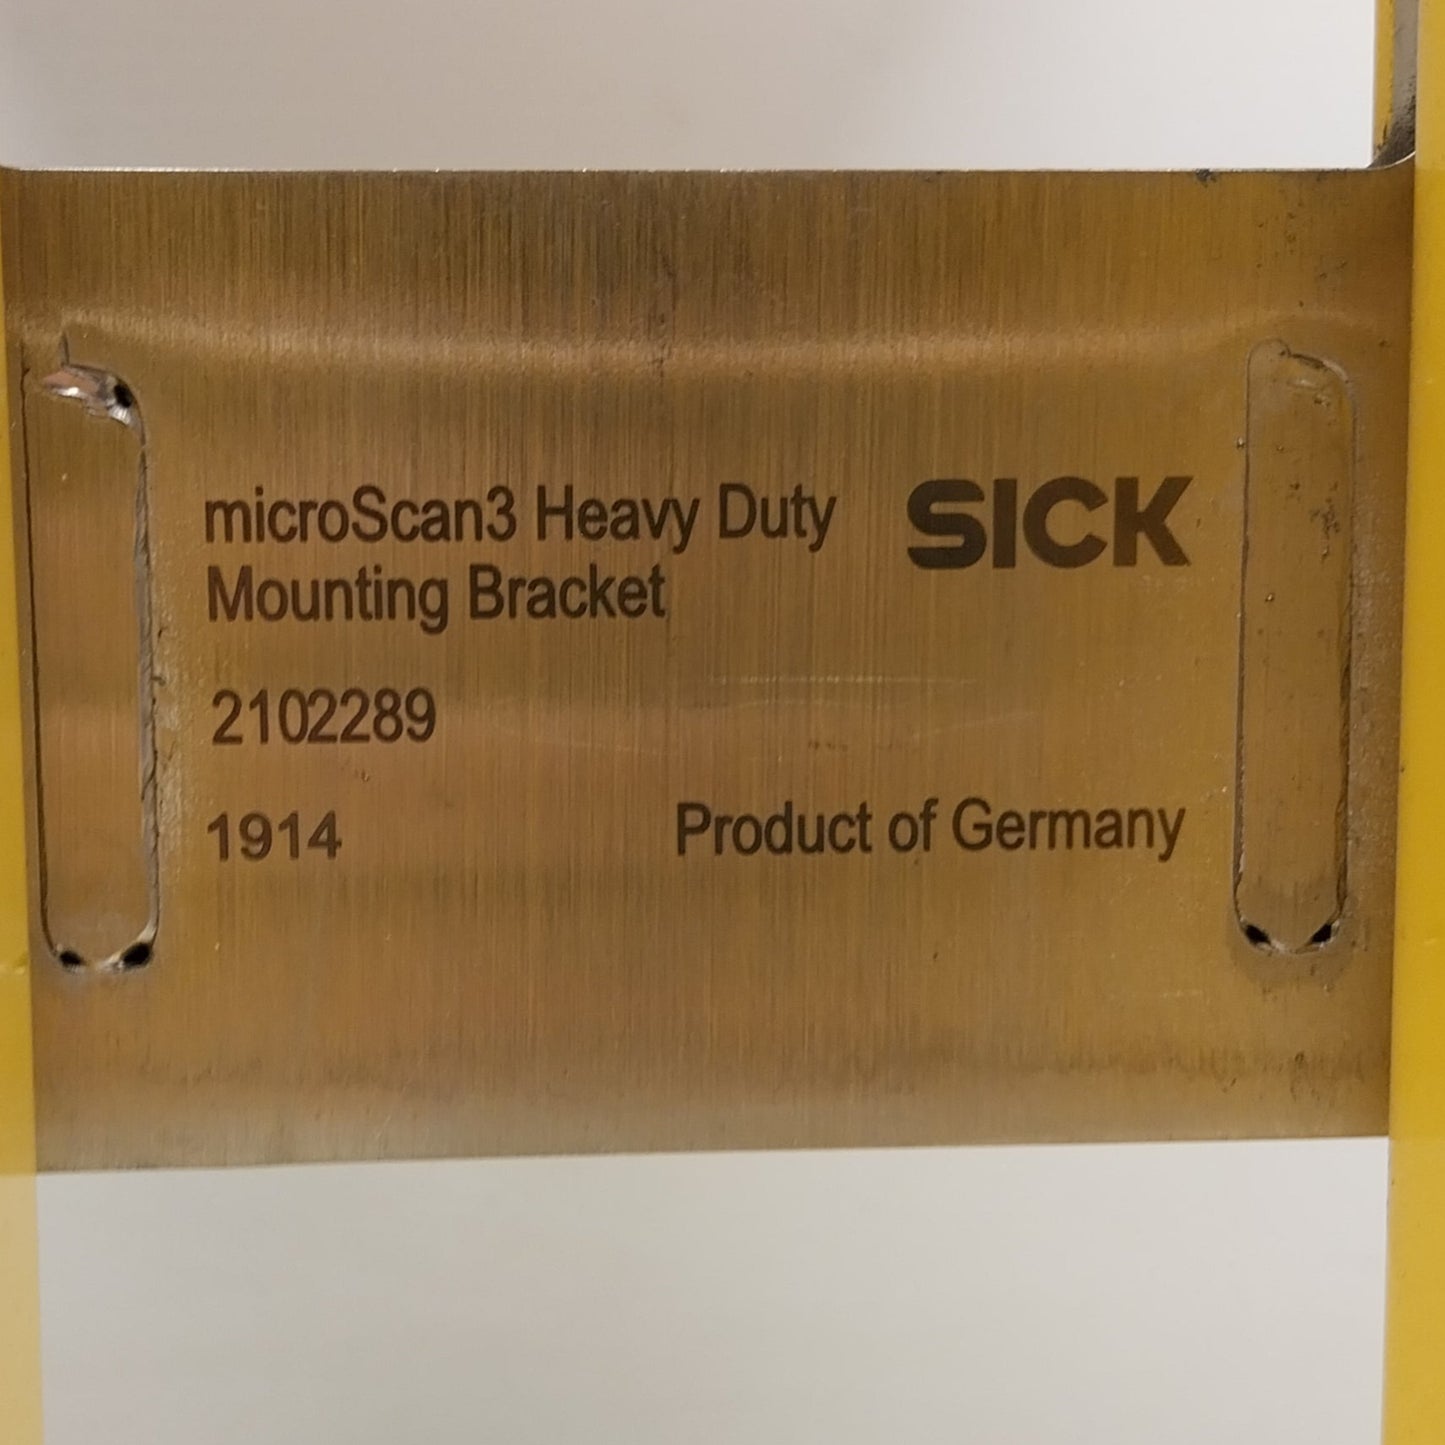 microScan3 Heavy Duty SICK
Mounting Bracket
2102289
1914 Product of Germany